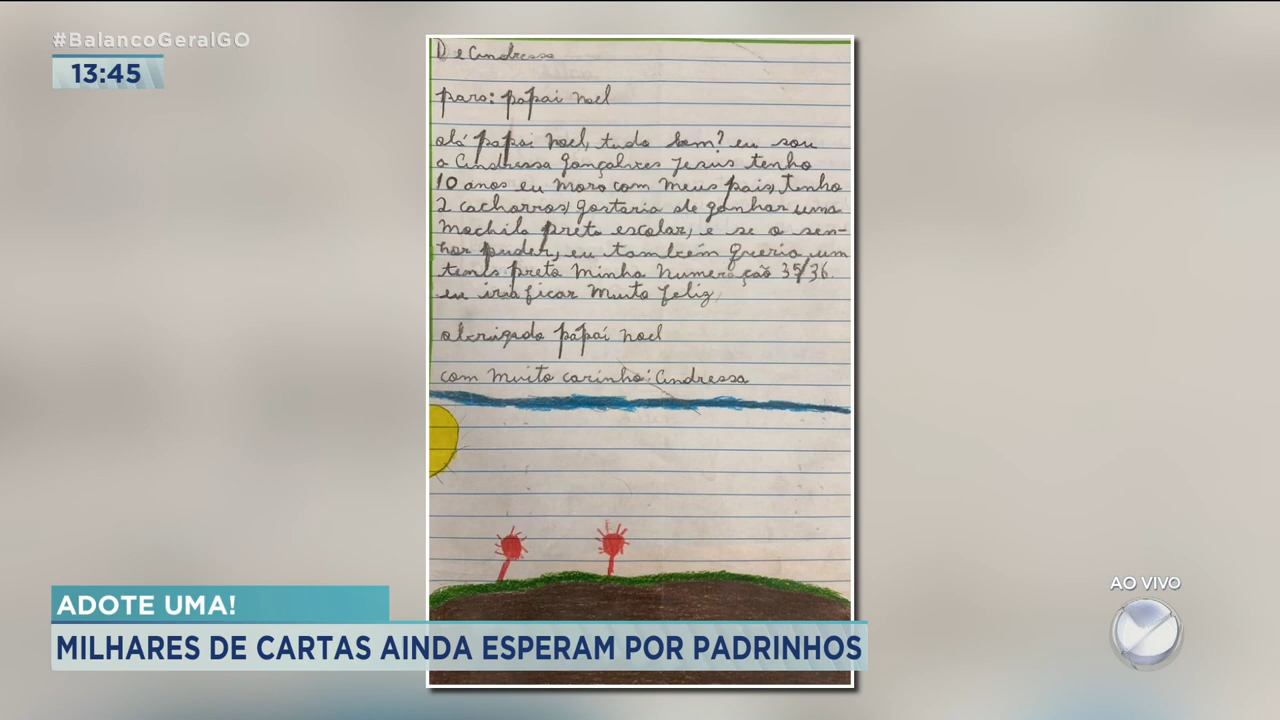 #BalancoGeralGO
13:45
De Andressa
para: papai noel
olá papai noel, tudo bem? eu sou
a Andressa Gonçalves Jesus tenho
10 anos eu moro com meus pais, tenho
2 cachorros, gostaria de ganhar uma
mochila preta escolar, e se o sen-
hor puder, eu também queria um
tenis preto minha numeração 35/36.
eu iria ficar muito feliz,
obrigada papai noel
com muito carinho: Andressa
AO VIVO
ADOTE UMA!
MILHARES DE CARTAS AINDA ESPERAM POR PADRINHOS